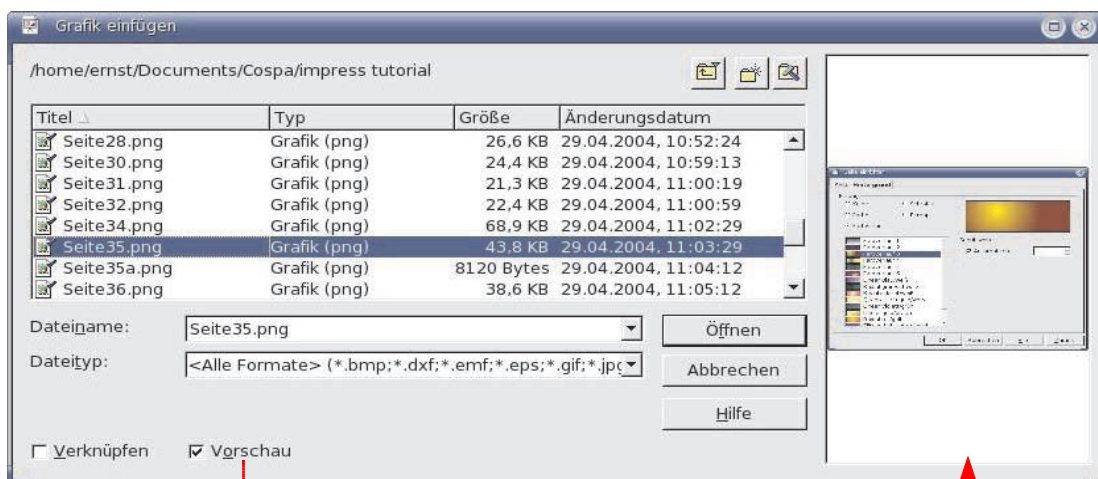 Grafik einfügen
/home/ernst/Documents/Cospa/impress tutorial
Titel Typ Größe Änderungsdatum
Seite28.png Grafik (png) 26,6 KB 29.04.2004, 10:52:24
Seite30.png Grafik (png) 24,4 KB 29.04.2004, 10:59:13
Seite31.png Grafik (png) 21,3 KB 29.04.2004, 11:00:19
Seite32.png Grafik (png) 22,4 KB 29.04.2004, 11:00:59
Seite34.png Grafik (png) 68,9 KB 29.04.2004, 11:02:29
Seite35.png Grafik (png) 43,8 KB 29.04.2004, 11:03:29
Seite35a.png Grafik (png) 8120 Bytes 29.04.2004, 11:04:12
Seite36.png Grafik (png) 38,6 KB 29.04.2004, 11:05:12
Dateiname: Seite35.png Öffnen
Dateityp: <Alle Formate> (*.bmp;*.dxf;*.emf;*.eps;*.gif;*.jpg Abbrechen
Hilfe
Verknüpfen Vorschau